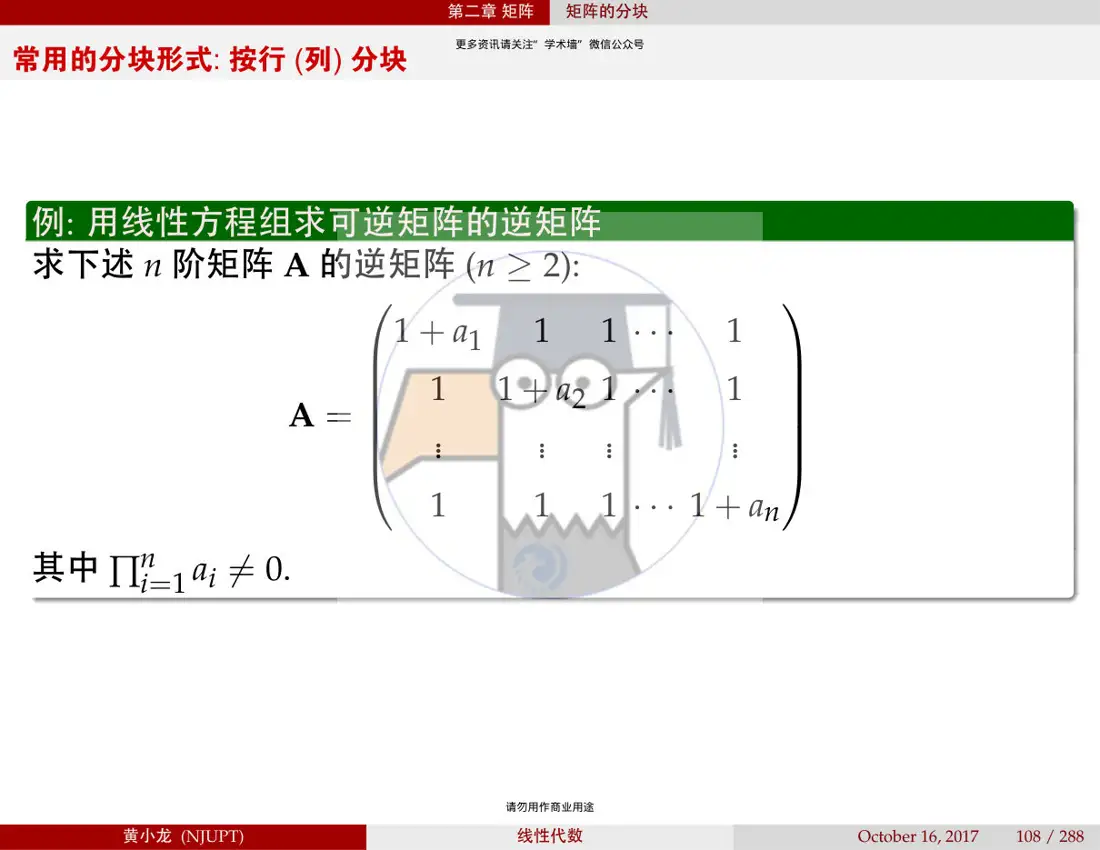 第二章 矩阵 矩阵的分块
更多资讯请关注“学术墙”微信公众号
常用的分块形式: 按行 (列) 分块
例: 用线性方程组求可逆矩阵的逆矩阵
求下述 n 阶矩阵 A 的逆矩阵 (n ≥ 2):
1 + a₁ 1 1 ⋯ 1
1 1 + a₂ 1 ⋯ 1
A =
⋮ ⋮ ⋮ ⋮
1 1 1 ⋯ 1 + aₙ
其中 ∏ⁿᵢ₌₁ aᵢ ≠ 0.
请勿用作商业用途
黄小龙 (NJUPT) 线性代数 October 16, 2017 108 / 288